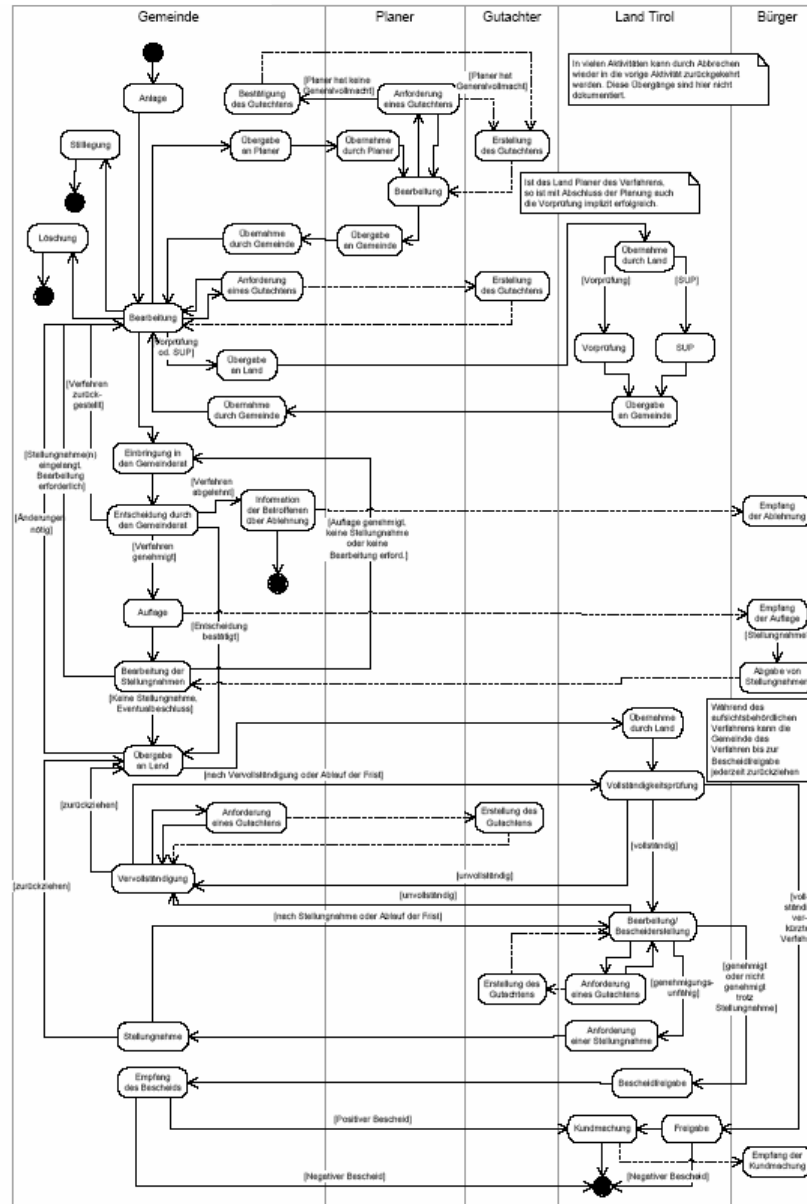 Gemeinde
Planer
Gutachter
Land Tirol
Bürger
Anlage
Bestätigung
des Gutachtens
[Planer hat keine
Generalvollmacht]
Anforderung
eines Gutachtens
[Planer hat
Generalvollmacht]
In vielen Aktivitäten kann durch Abbrechen
wieder in die vorige Aktivität zurückgekehrt
werden. Diese Übergänge sind hier nicht
dokumentiert.
Stilllegung
Übergabe
an Planer
Übernahme
durch Planer
Erstellung
des Gutachtens
Bearbeitung
Ist das Land Planer des Verfahrens,
so ist mit Abschluss der Planung auch
die Vorprüfung implizit erfolgreich.
Löschung
Übernahme
durch Gemeinde
Übergabe
an Gemeinde
Übernahme
durch Land
Anforderung
eines Gutachtens
Erstellung
des Gutachtens
[Vorprüfung]
[SUP]
Bearbeitung
Vorprüfung
od. SUP]
Übergabe
an Land
Vorprüfung
SUP
[Verfahren
zurück-
gestellt]
Übernahme
durch Gemeinde
Übergabe
an Gemeinde
[Stellungnahme(n)
eingelangt,
Bearbeitung
erforderlich]
Einbringung in
den Gemeinderat
[Verfahren
abgelehnt]
Information
der Betroffenen
über Ablehnung
Entscheidung durch
den Gemeinderat
[Änderungen
nötig]
[Verfahren
genehmigt]
[Auflage genehmigt,
keine Stellungnahme
oder keine
Bearbeitung erford.]
Empfang
der Ablehnung
Auflage
[Entscheidung
bestätigt]
Empfang
der Auflage
[Stellungnahme]
Bearbeitung der
Stellungnahmen
Abgabe von
Stellungnahmen
[Keine Stellungnahme,
Eventualbeschluss]
Übernahme
durch Land
Während des
aufsichtsbehördlichen
Verfahrens kann die
Gemeinde das
Verfahren bis zur
Bescheidfreigabe
jederzeit zurückziehen
Übergabe
an Land
[nach Vervollständigung oder Ablauf der Frist]
Vollständigkeitsprüfung
[zurückziehen]
Anforderung
eines Gutachtens
Erstellung des
Gutachtens
[vollständig]
[zurückziehen]
Vervollständigung
[unvollständig]
[unvollständig]
[nach Stellungnahme oder Ablauf der Frist]
Bearbeitung/
Bescheiderstellung
[voll-
ständig
ver-
kürzte
Verfah
Erstellung des
Gutachtens
Anforderung
eines Gutachtens
[genehmigungs-
unfähig]
[genehmigt
oder nicht
genehmigt
trotz
Stellungnahme]
Stellungnahme
Anforderung
einer Stellungnahme
Empfang
des Bescheids
Bescheidfreigabe
[Positiver Bescheid]
Kundmachung
Freigabe
Empfang der
Kundmachung
[Negativer Bescheid]
[Negativer Bescheid]